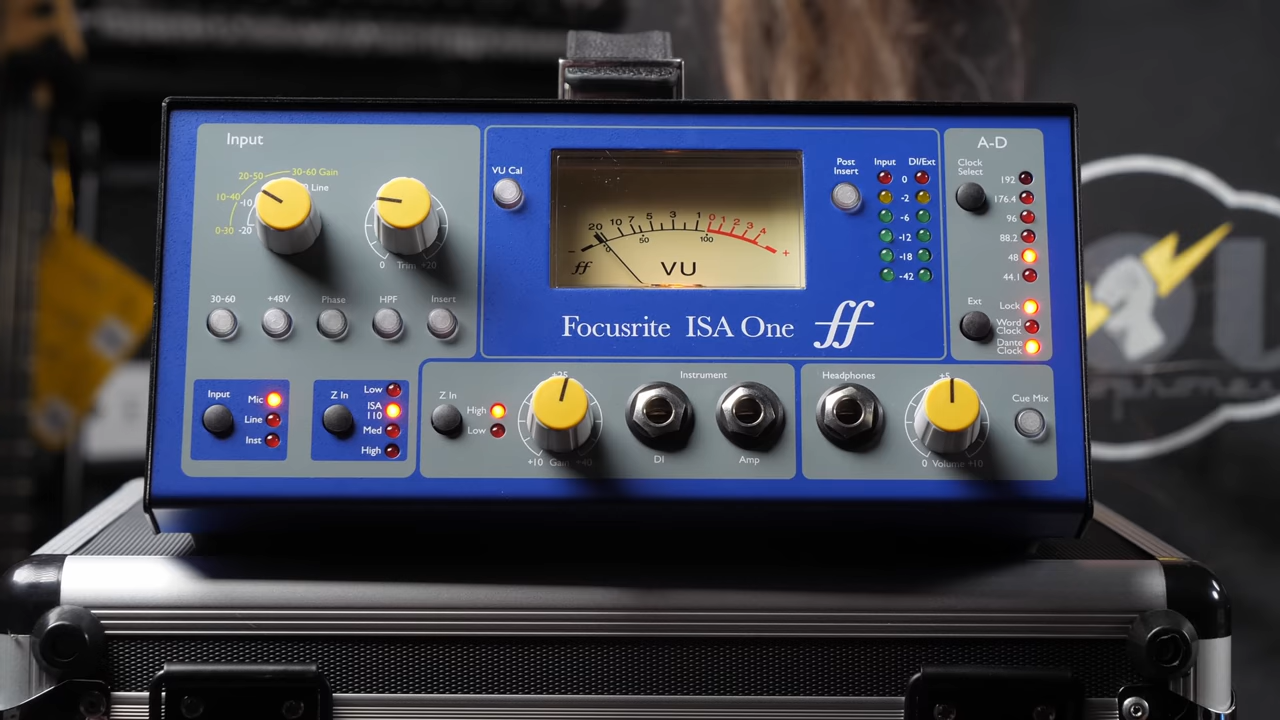 Input
20-50
30-60 Gain
Line
10-40
-10
0-30
-20
0 Trim +20
30-60
+48V
Phase
HPF
Insert
Input
Mic
Line
Inst
Z In
Low
ISA
110
Med
High
VU Cal
20 10 7 5 3 1 0 1 2 3 4
50 100
- +
ff VU
Post
Insert
Input DI/Ext
0
-2
-6
-12
-18
-42
Focusrite ISA One ff
A-D
Clock
Select
192
176.4
96
88.2
48
44.1
Ext
Lock
Word
Clock
Dante
Clock
Z In
High
Low
+25
+10 Gain +40
Instrument
DI
Amp
Headphones
+5
0 Volume +10
Cue Mix